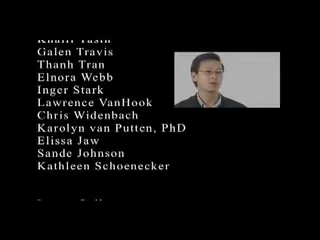 Galen Travis
Thanh Tran
Elnora Webb
Inger Stark
Lawrence VanHook
Chris Widenbach
Karolyn van Putten, PhD
Elissa Jaw
Sande Johnson
Kathleen Schoenecker